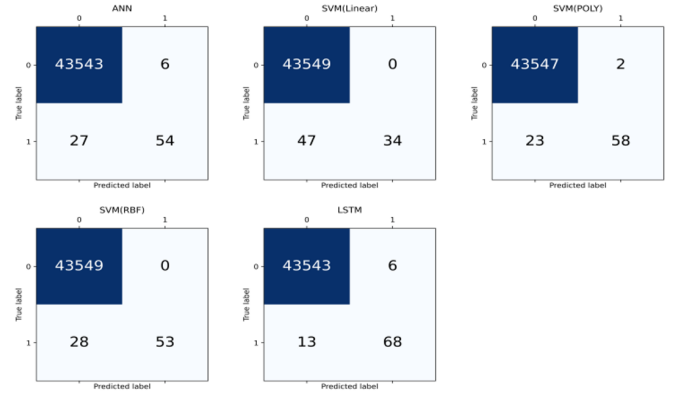 ANN
0 1
0 43543 6
True label
1 27 54
Predicted label
SVM(Linear)
0 1
0 43549 0
True label
1 47 34
Predicted label
SVM(POLY)
0 1
0 43547 2
True label
1 23 58
Predicted label
SVM(RBF)
0 1
0 43549 0
True label
1 28 53
Predicted label
LSTM
0 1
0 43543 6
True label
1 13 68
Predicted label